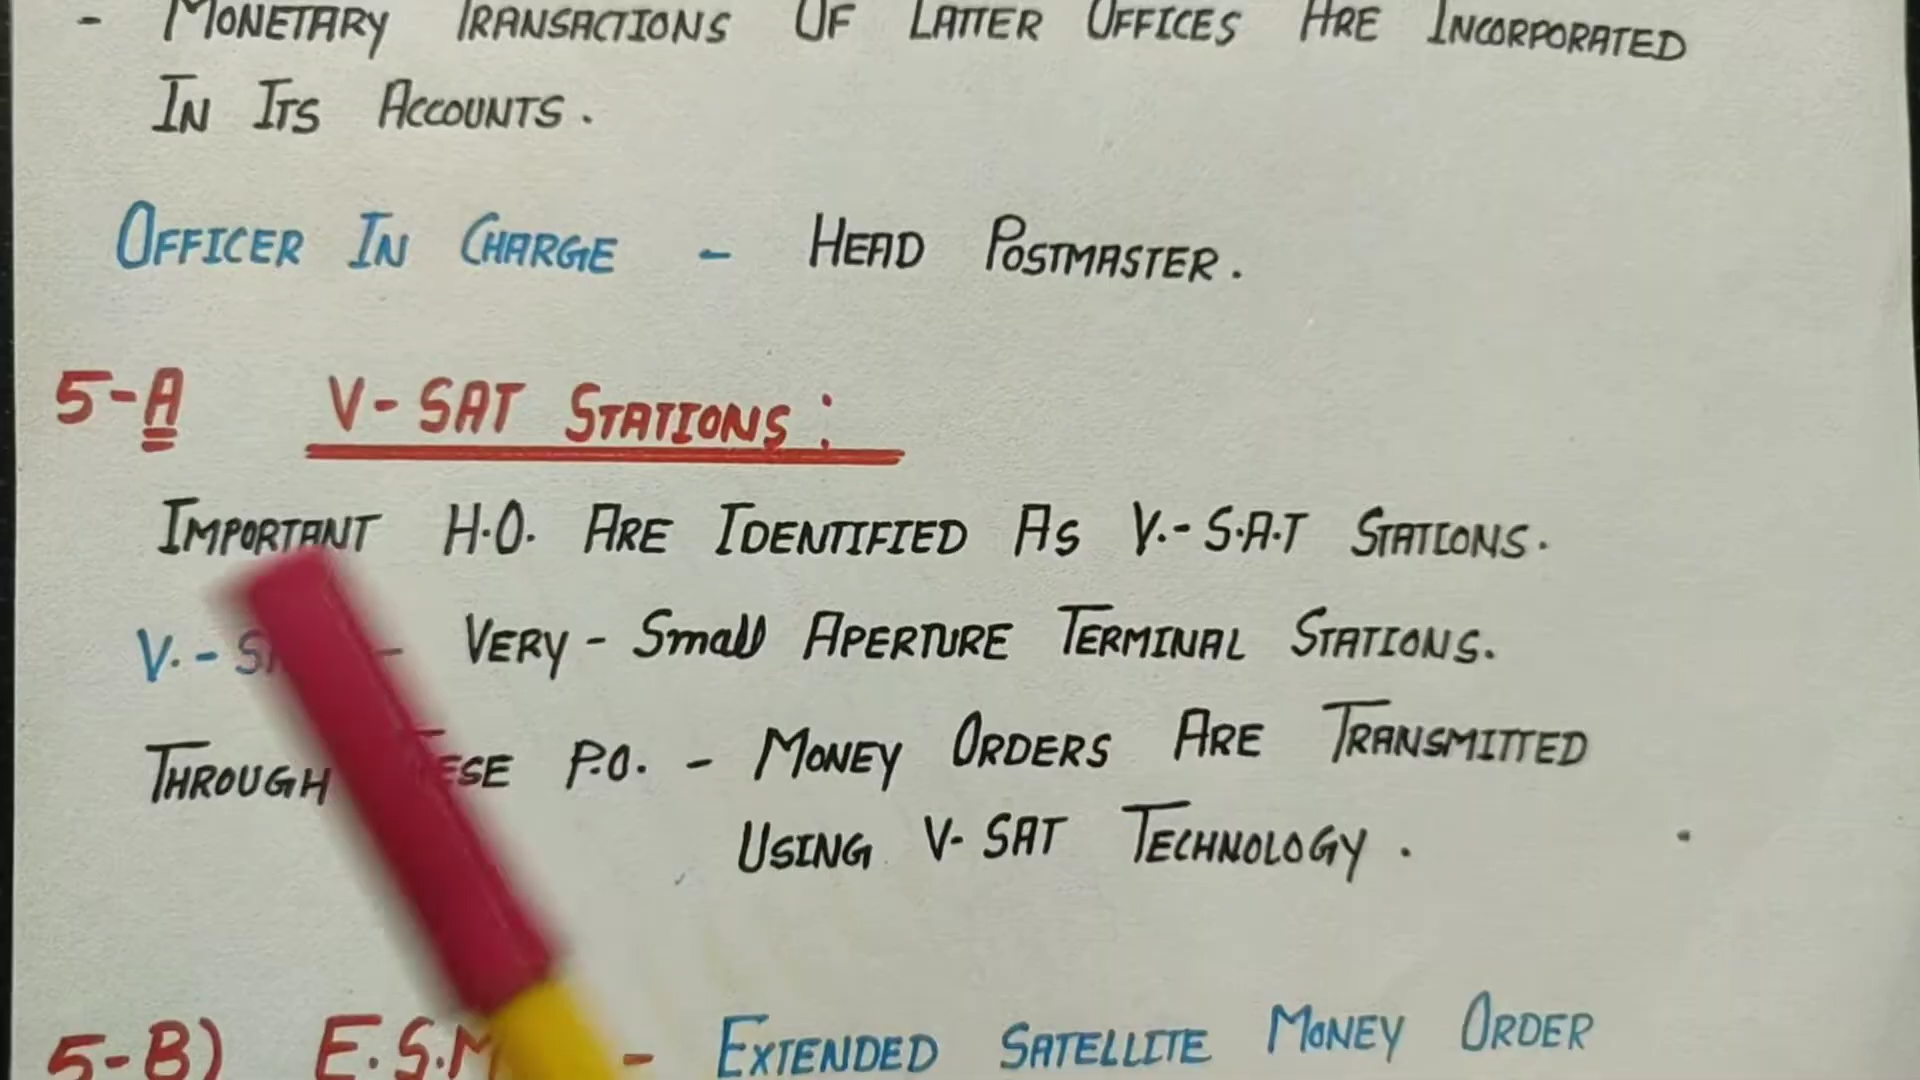 - MONETARY TRANSACTIONS OF LATTER OFFICES ARE INCORPORATED
IN ITS ACCOUNTS.
OFFICER IN CHARGE - HEAD POSTMASTER.
5-A V-SAT STATIONS:
IMPORTANT H.O. ARE IDENTIFIED AS V.-S.A.T STATIONS.
V.- - VERY-Small APERTURE TERMINAL STATIONS.
THROUGH P.O. - MONEY ORDERS ARE TRANSMITTED
USING V-SAT TECHNOLOGY.
5-B) - EXTENDED SATELLITE MONEY ORDER